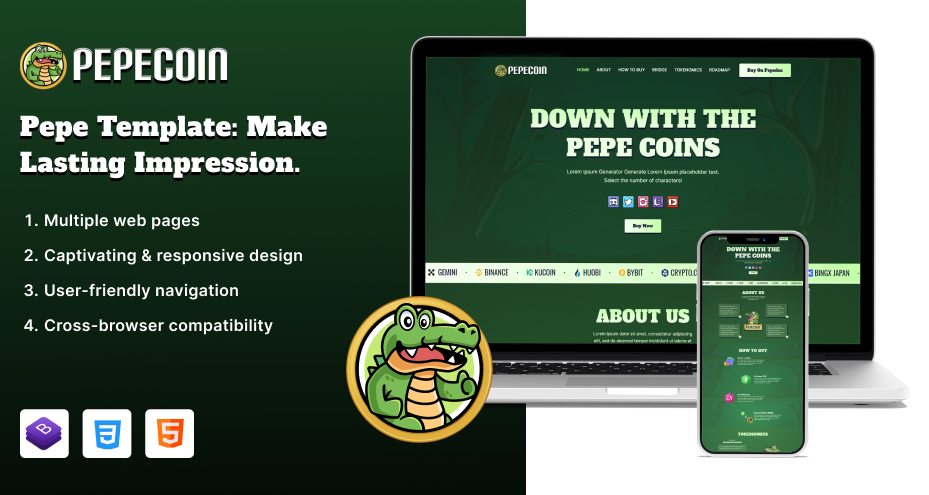 PEPECOIN
Pepe Template: Make
Lasting Impression.
1. Multiple web pages
2. Captivating & responsive design
3. User-friendly navigation
4. Cross-browser compatibility
PEPECOIN
HOME ABOUT HOW TO BUY BRIDGE TOKENOMICS ROADMAP Buy On Pepedex
DOWN WITH THE
PEPE COINS
Lorem Ipsum Generator Generate Lorem Ipsum placeholder text.
Select the number of characters!
Buy Now
GEMINI · BINANCE · KUCOIN · HUOBI · BYBIT · CRYPTO.C
BINGX JAPAN
ABOUT US
Lorem ipsum dolor sit amet, consectetur adipiscing
elit, sed do eiusmod tempor incididunt ut labore et
DOWN WITH THE
PEPE COINS
ABOUT US
HOW TO BUY
TOKENOMICS